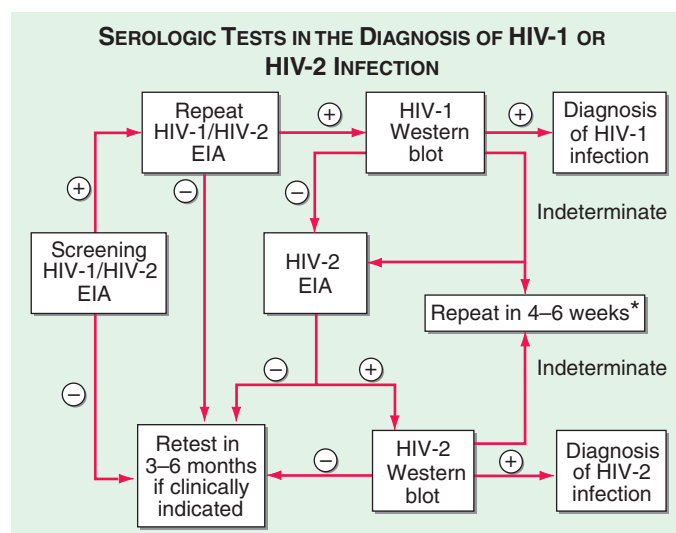 SEROLOGIC TESTS IN THE DIAGNOSIS OF HIV-1 OR
HIV-2 INFECTION
Repeat
HIV-1/HIV-2
EIA
+
HIV-1
Western
blot
+
Diagnosis
of HIV-1
infection
+
−
−
Indeterminate
Screening
HIV-1/HIV-2
EIA
HIV-2
EIA
Repeat in 4–6 weeks*
−
−
+
Indeterminate
Retest in
3–6 months
if clinically
indicated
−
HIV-2
Western
blot
+
Diagnosis
of HIV-2
infection